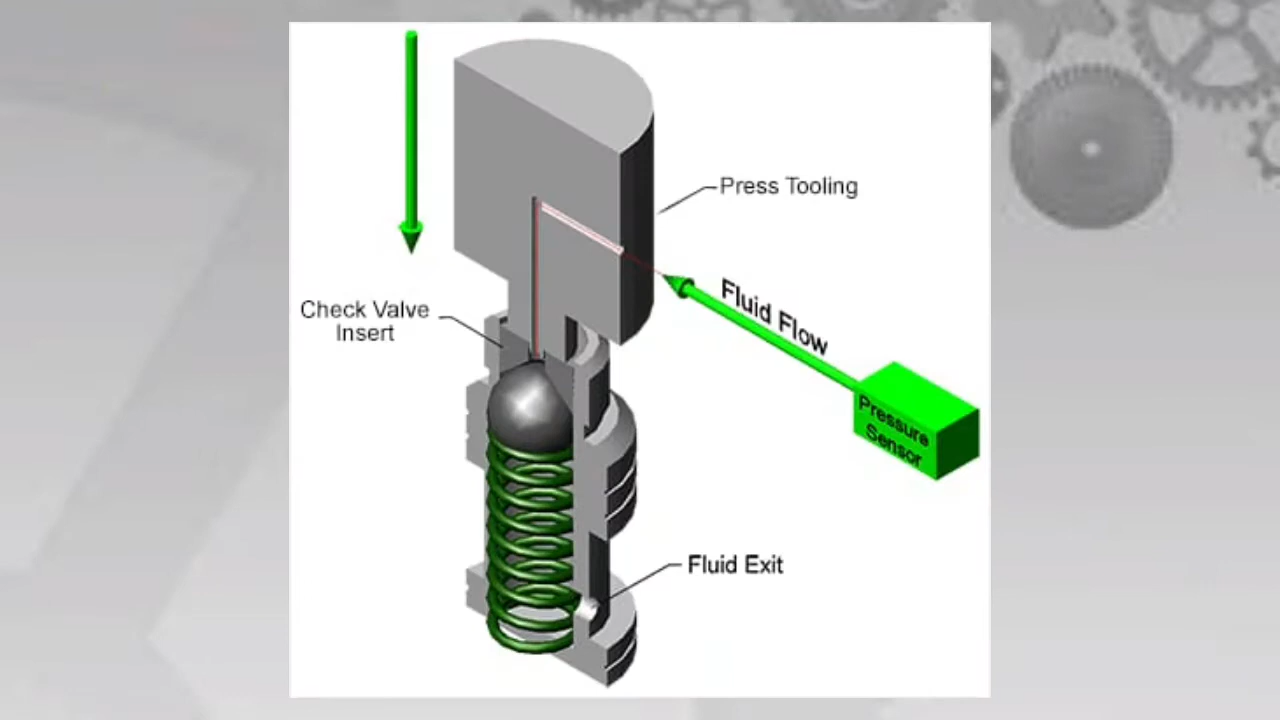 Press Tooling
Check Valve
Insert
Fluid Flow
Pressure
Sensor
Fluid Exit